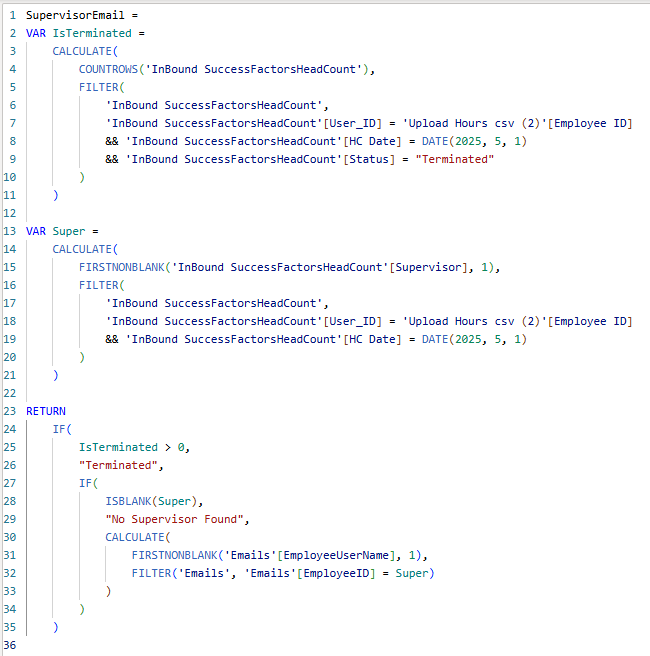 1 SupervisorEmail =
2 VAR IsTerminated =
3 CALCULATE(
4 COUNTROWS('InBound SuccessFactorsHeadCount'),
5 FILTER(
6 'InBound SuccessFactorsHeadCount',
7 'InBound SuccessFactorsHeadCount'[User_ID] = 'Upload Hours csv (2)'[Employee ID]
8 && 'InBound SuccessFactorsHeadCount'[HC Date] = DATE(2025, 5, 1)
9 && 'InBound SuccessFactorsHeadCount'[Status] = "Terminated"
10 )
11 )
12
13 VAR Super =
14 CALCULATE(
15 FIRSTNONBLANK('InBound SuccessFactorsHeadCount'[Supervisor], 1),
16 FILTER(
17 'InBound SuccessFactorsHeadCount',
18 'InBound SuccessFactorsHeadCount'[User_ID] = 'Upload Hours csv (2)'[Employee ID]
19 && 'InBound SuccessFactorsHeadCount'[HC Date] = DATE(2025, 5, 1)
20 )
21 )
22
23 RETURN
24 IF(
25 IsTerminated > 0,
26 "Terminated",
27 IF(
28 ISBLANK(Super),
29 "No Supervisor Found",
30 CALCULATE(
31 FIRSTNONBLANK('Emails'[EmployeeUserName], 1),
32 FILTER('Emails', 'Emails'[EmployeeID] = Super)
33 )
34 )
35 )
36